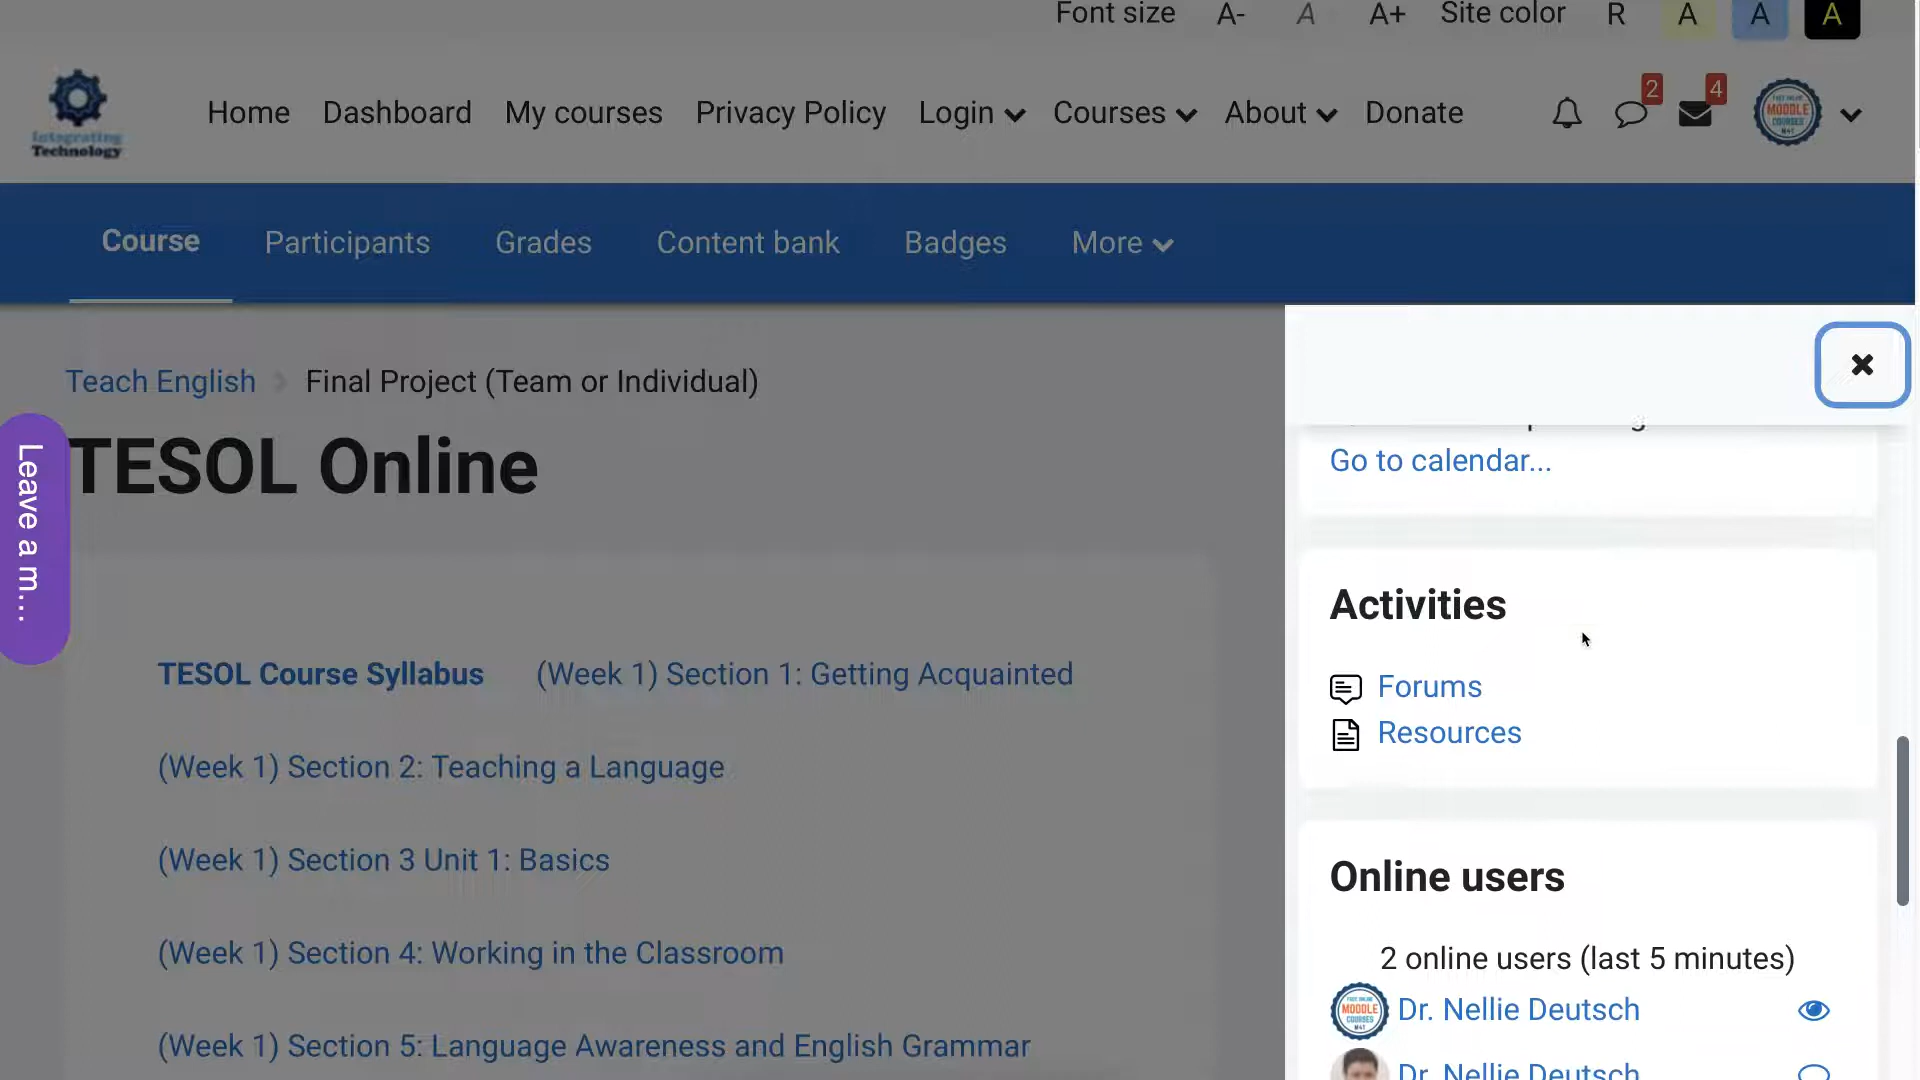 Font size A- A A+ Site color R A A A
Integrating
Technology
Home Dashboard My courses Privacy Policy Login Courses About Donate 2 4
MOODLE
COURSES
Course Participants Grades Content bank Badges More
Teach English Final Project (Team or Individual)
TESOL Online
Leave a m...
TESOL Course Syllabus (Week 1) Section 1: Getting Acquainted
(Week 1) Section 2: Teaching a Language
(Week 1) Section 3 Unit 1: Basics
(Week 1) Section 4: Working in the Classroom
(Week 1) Section 5: Language Awareness and English Grammar
Go to calendar...
Activities
Forums
Resources
Online users
2 online users (last 5 minutes)
MOODLE
COURSES
Dr. Nellie Deutsch
Dr. Nellie Deutsch